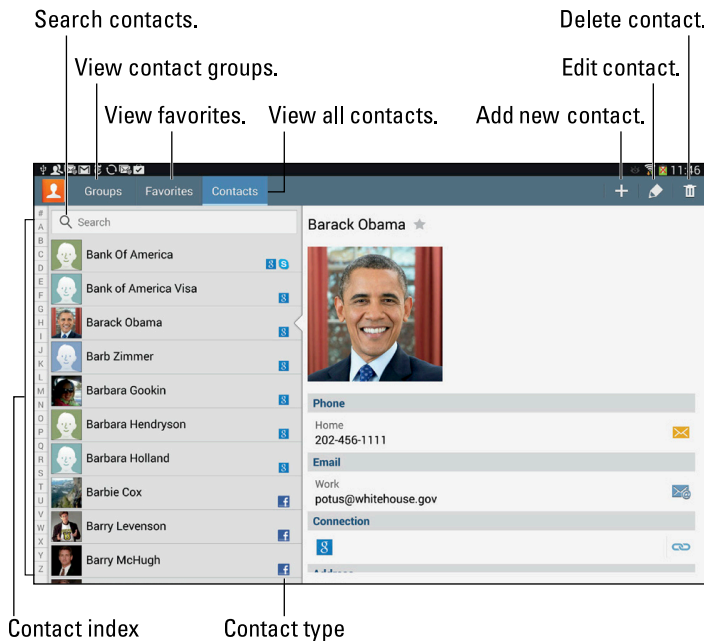 Search contacts.
Delete contact.
View contact groups.
Edit contact.
View favorites.
View all contacts.
Add new contact.
11:46
Groups
Favorites
Contacts
#
A
B
C
D
E
F
G
H
I
J
K
L
M
N
O
P
Q
R
S
T
U
V
W
X
Y
Z
Search
Bank Of America
Bank of America Visa
Barack Obama
Barb Zimmer
Barbara Gookin
Barbara Hendryson
Barbara Holland
Barbie Cox
Barry Levenson
Barry McHugh
Barack Obama
Phone
Home
202-456-1111
Email
Work
potus@whitehouse.gov
Connection
Address
Contact index
Contact type